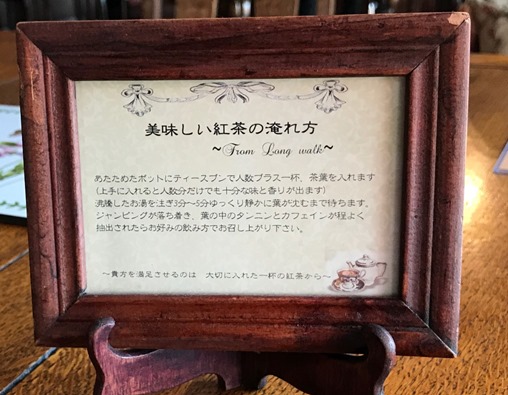 美味しい紅茶の淹れ方
~From Long walk~
あたためたポットにティースプンで人数プラス一杯、茶葉を入れます
(上手に入れると人数分だけでも十分な味と香りが出ます)
沸騰したお湯を注ぎ3分~5分ゆっくり静かに葉が沈むまで待ちます。
ジャンピングが落ち着き、葉の中のタンニンとカフェインが程よく
抽出されたらお好みの飲み方でお召し上がり下さい。
~貴方を満足させるのは 大切に入れた一杯の紅茶から~